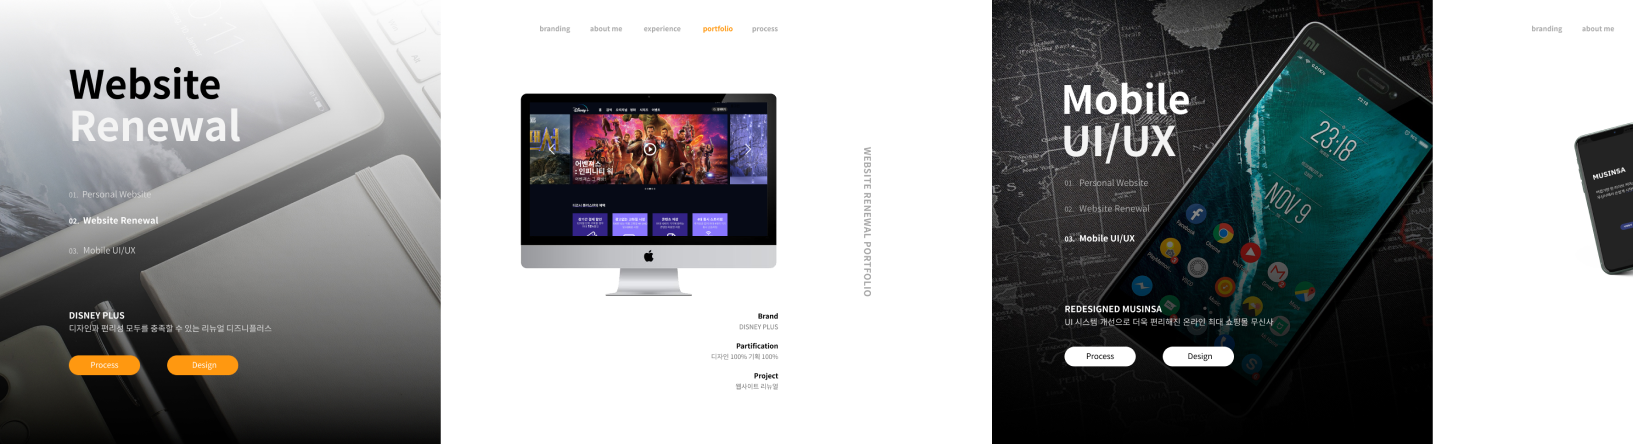 Website
Renewal
01. Personal Website
02. Website Renewal
03. Mobile UI/UX
DISNEY PLUS
디자인과 편리성 모두를 충족할 수 있는 리뉴얼 디즈니플러스
Process
Design
branding
about me
experience
portfolio
process
Disney+
어벤져스
: 인피니티 워
WEBSITE RENEWAL PORTFOLIO
Brand
DISNEY PLUS
Partification
디자인 100% 기획 100%
Project
웹사이트 리뉴얼
Mobile
UI/UX
01. Personal Website
02. Website Renewal
03. Mobile UI/UX
REDESIGNED MUSINSA
UI 시스템 개선으로 더욱 편리해진 온라인 최대 쇼핑몰 무신사
Process
Design
23:18
NOV 9
Facebook
Chrome
Gmail
branding
about me
MUSINSA